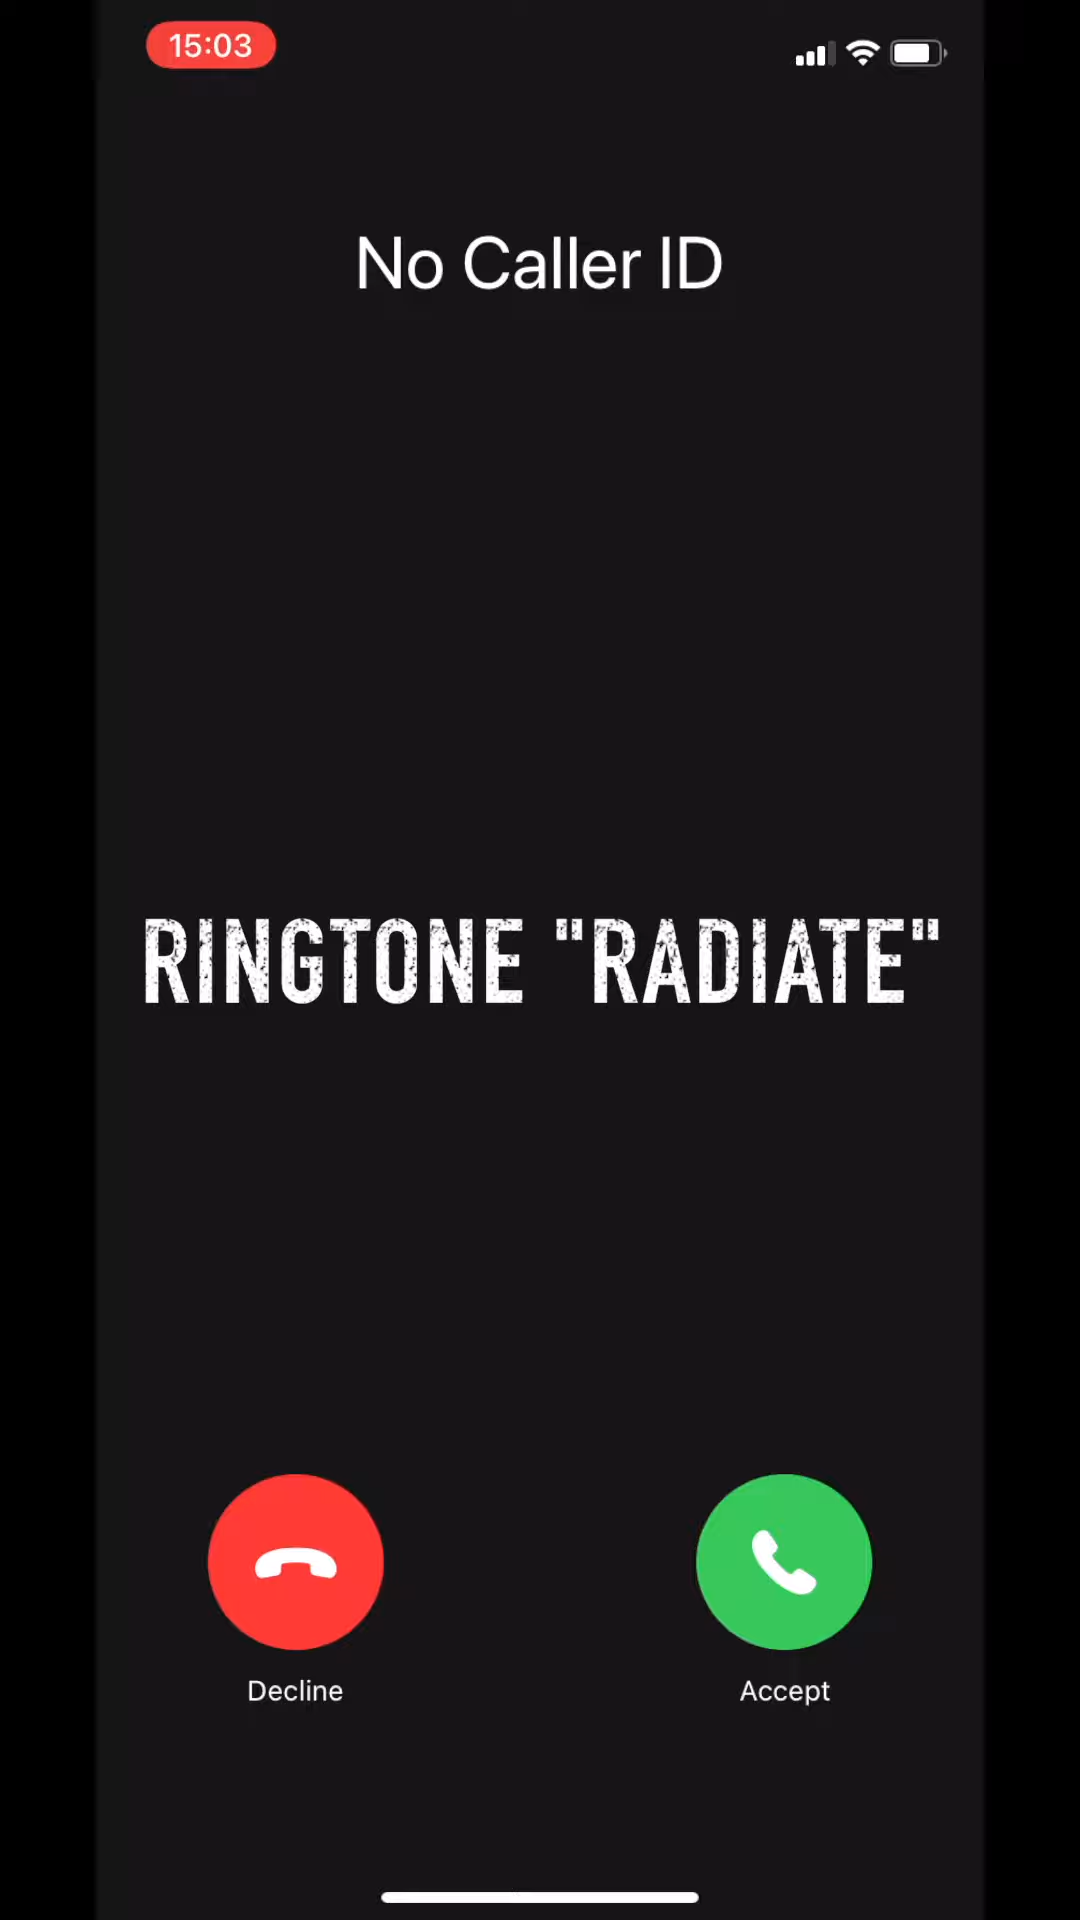 15:03
No Caller ID
RINGTONE "RADIATE"
Decline
Accept